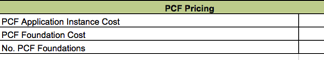 PCF Pricing
PCF Application Instance Cost
PCF Foundation Cost
No. PCF Foundations